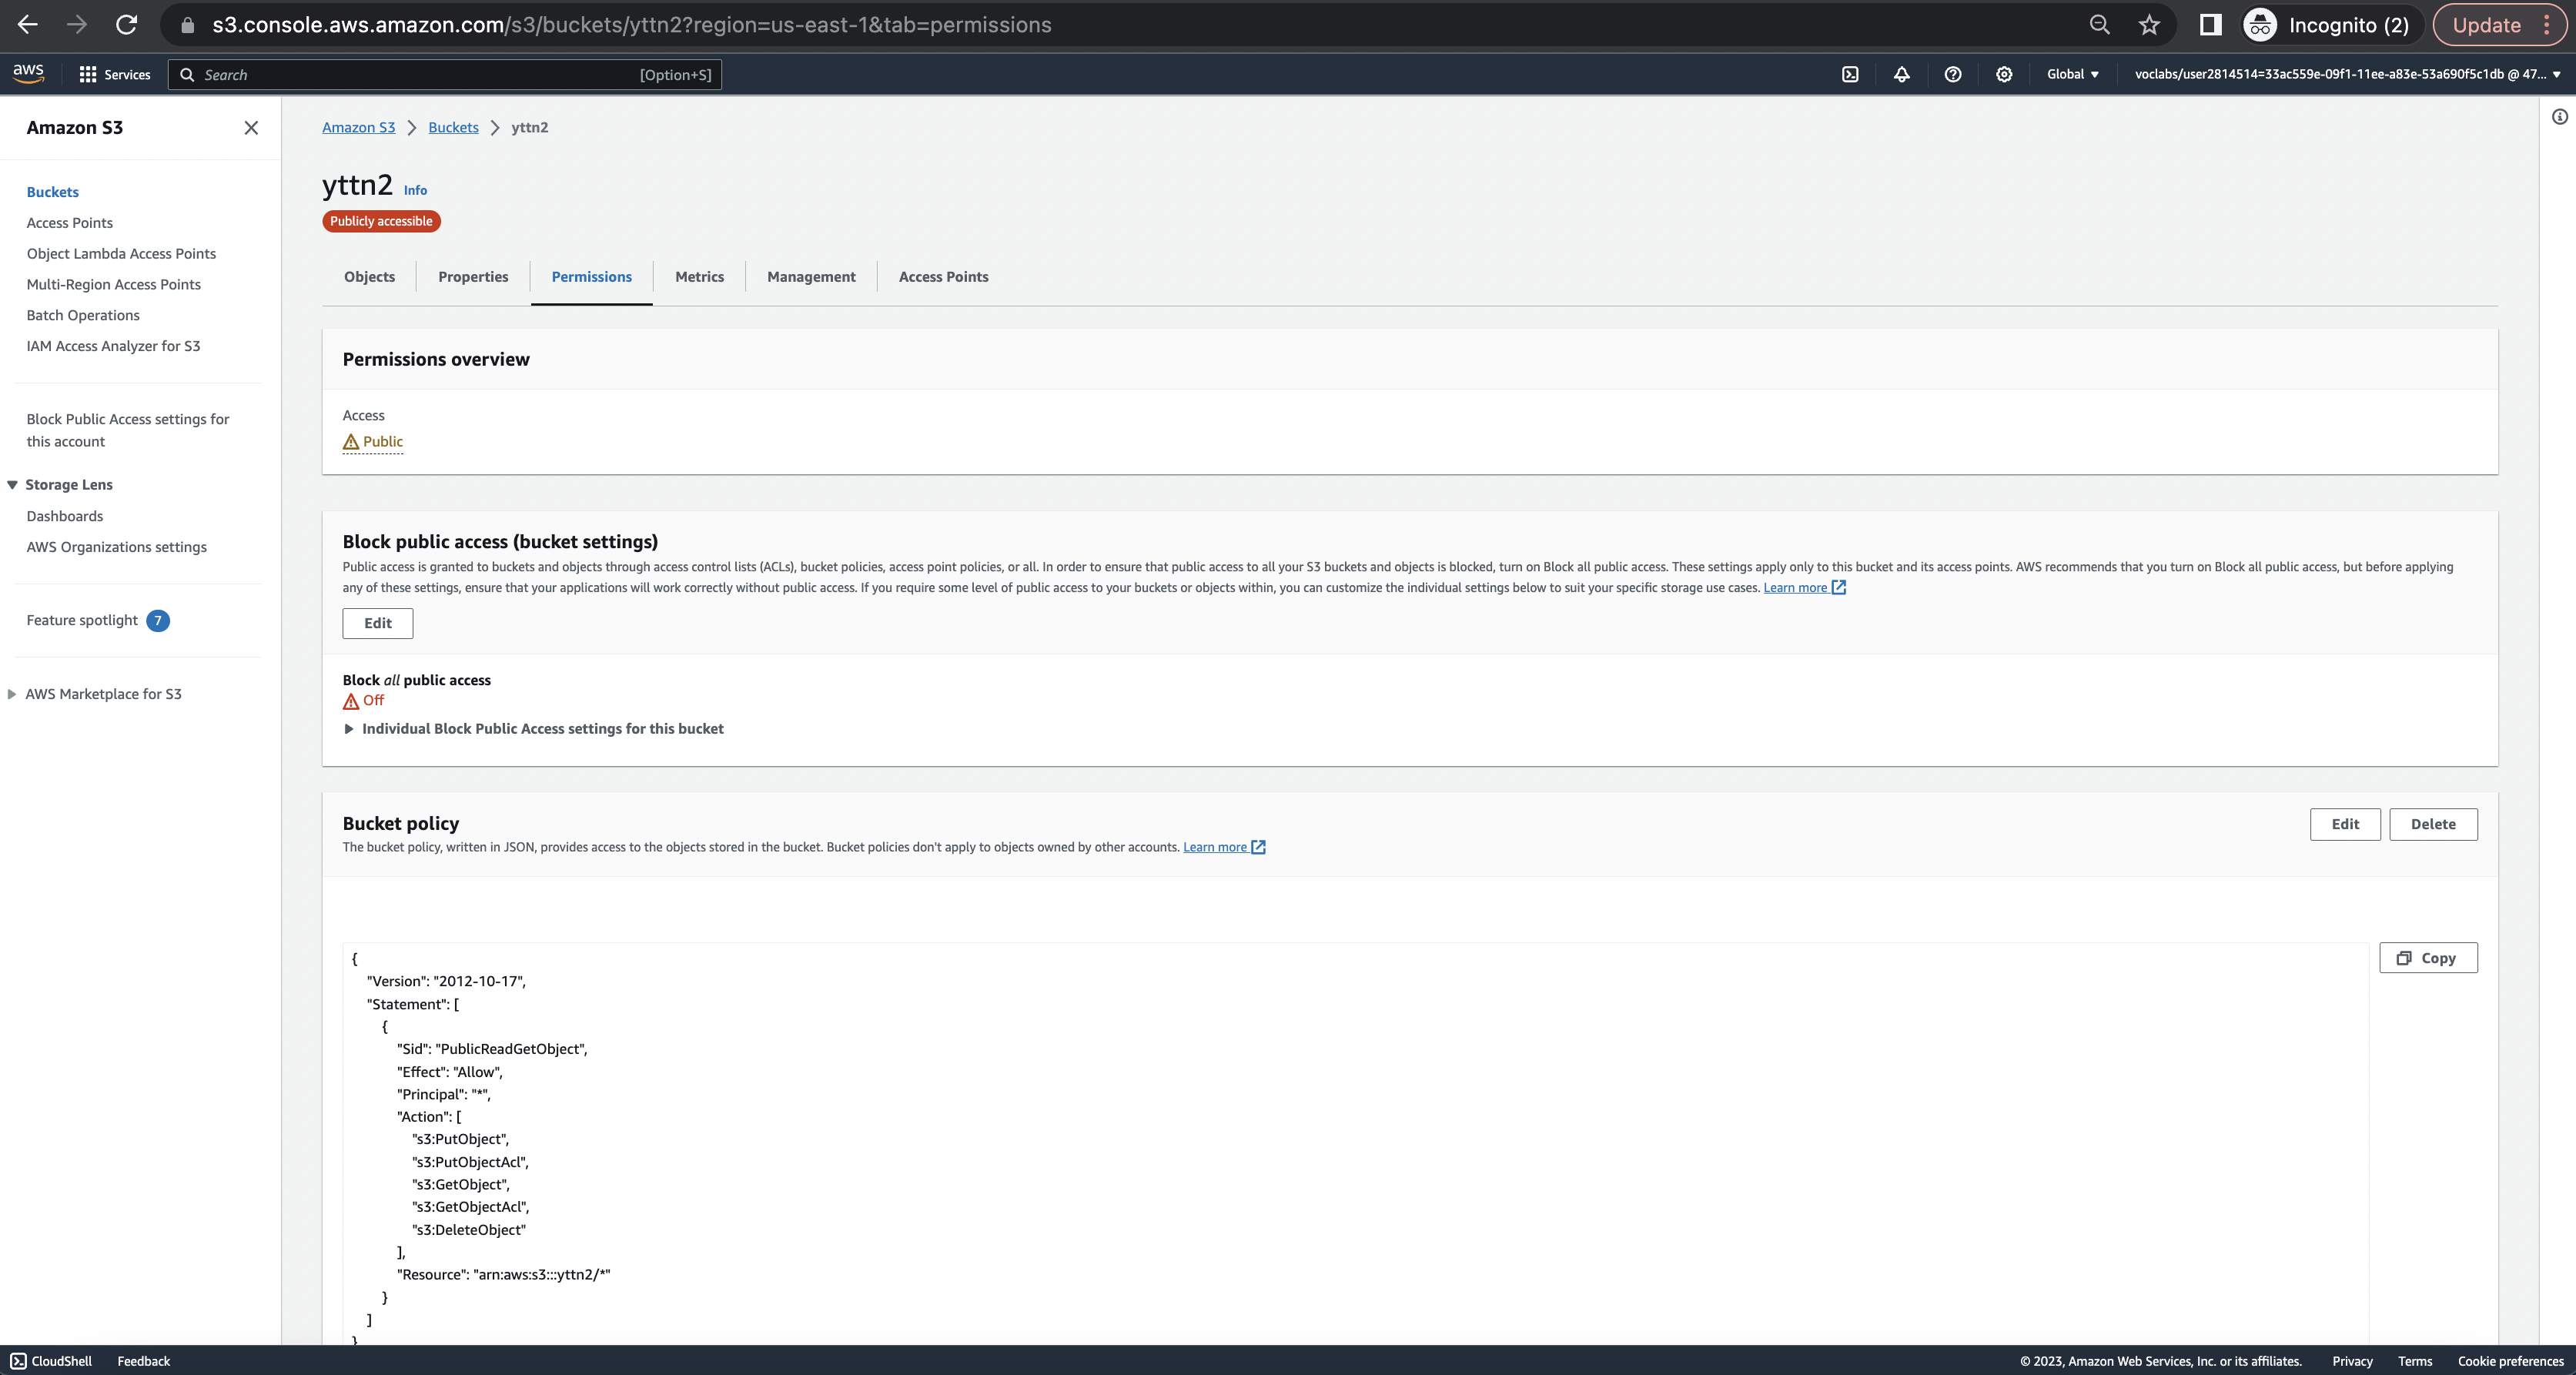 s3.console.aws.amazon.com/s3/buckets/yttn2?region=us-east-1&tab=permissions
Incognito (2)
Update
aws
Services
Search
[Option+S]
Global
voclabs/user2814514=33ac559e-09f1-11ee-a83e-53a690f5c1db @ 47...
Amazon S3
Buckets
Access Points
Object Lambda Access Points
Multi-Region Access Points
Batch Operations
IAM Access Analyzer for S3
Block Public Access settings for
this account
Storage Lens
Dashboards
AWS Organizations settings
Feature spotlight 7
AWS Marketplace for S3
Amazon S3 > Buckets > yttn2
yttn2 Info
Publicly accessible
Objects
Properties
Permissions
Metrics
Management
Access Points
Permissions overview
Access
Public
Block public access (bucket settings)
Public access is granted to buckets and objects through access control lists (ACLs), bucket policies, access point policies, or all. In order to ensure that public access to all your S3 buckets and objects is blocked, turn on Block all public access. These settings apply only to this bucket and its access points. AWS recommends that you turn on Block all public access, but before applying
any of these settings, ensure that your applications will work correctly without public access. If you require some level of public access to your buckets or objects within, you can customize the individual settings below to suit your specific storage use cases. Learn more
Edit
Block all public access
Off
Individual Block Public Access settings for this bucket
Bucket policy
Edit
Delete
The bucket policy, written in JSON, provides access to the objects stored in the bucket. Bucket policies don't apply to objects owned by other accounts. Learn more
Copy
{
"Version": "2012-10-17",
"Statement": [
{
"Sid": "PublicReadGetObject",
"Effect": "Allow",
"Principal": "*",
"Action": [
"s3:PutObject",
"s3:PutObjectAcl",
"s3:GetObject",
"s3:GetObjectAcl",
"s3:DeleteObject"
],
"Resource": "arn:aws:s3:::yttn2/*"
}
]
}
CloudShell
Feedback
© 2023, Amazon Web Services, Inc. or its affiliates.
Privacy
Terms
Cookie preferences